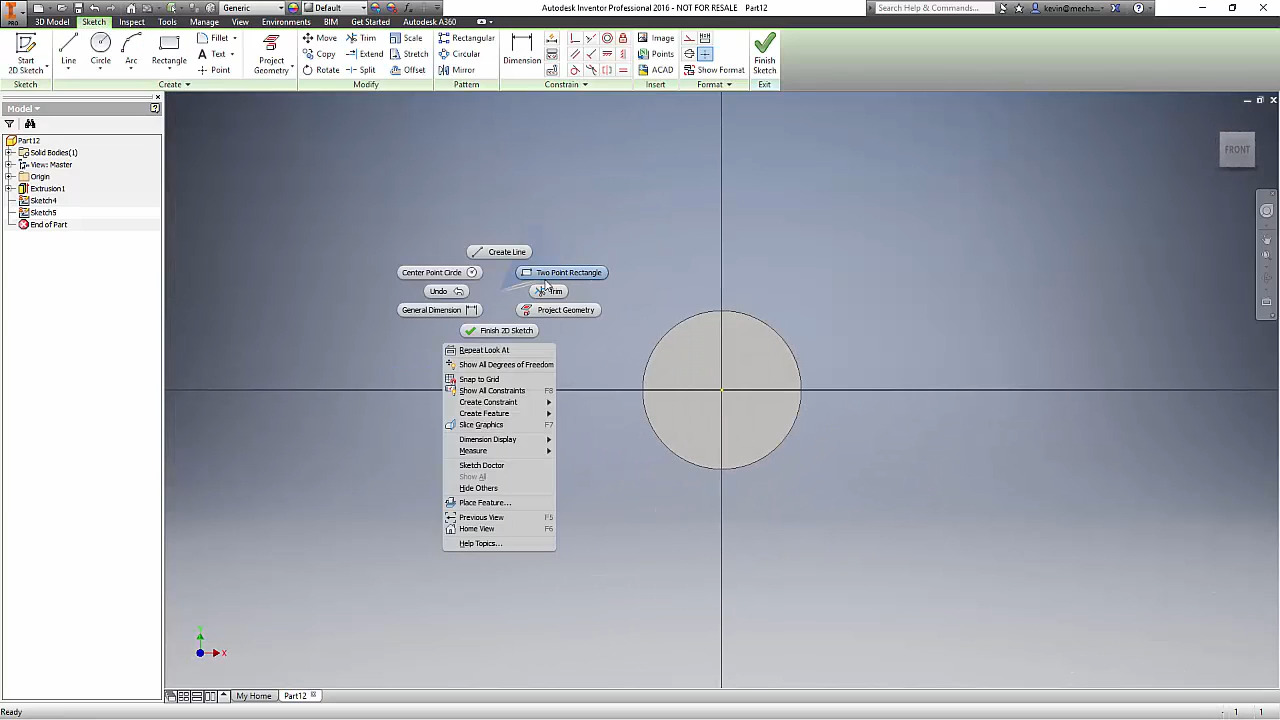 Generic
Default
Autodesk Inventor Professional 2016 - NOT FOR RESALE Part12
Search Help & Commands...
kevin@mecha...
PRO
3D Model
Sketch
Inspect
Tools
Manage
View
Environments
BIM
Get Started
Autodesk A360
Start
2D Sketch
Line
Circle
Arc
Rectangle
Fillet
Text
Point
Project
Geometry
Move
Copy
Rotate
Trim
Extend
Split
Scale
Stretch
Offset
Rectangular
Circular
Mirror
Dimension
Image
Points
ACAD
Show Format
Finish
Sketch
Sketch
Create
Modify
Pattern
Constrain
Insert
Format
Exit
Model
Part12
Solid Bodies(1)
View: Master
Origin
Extrusion1
Sketch4
Sketch5
End of Part
FRONT
Create Line
Center Point Circle
Two Point Rectangle
Undo
Trim
General Dimension
Project Geometry
Finish 2D Sketch
Repeat Look At
Show All Degrees of Freedom
Snap to Grid
Show All Constraints F8
Create Constraint
Create Feature
Slice Graphics F7
Dimension Display
Measure
Sketch Doctor
Show All
Hide Others
Place Feature...
Previous View F5
Home View F6
Help Topics...
Y
X
My Home
Part12
Ready
1
1